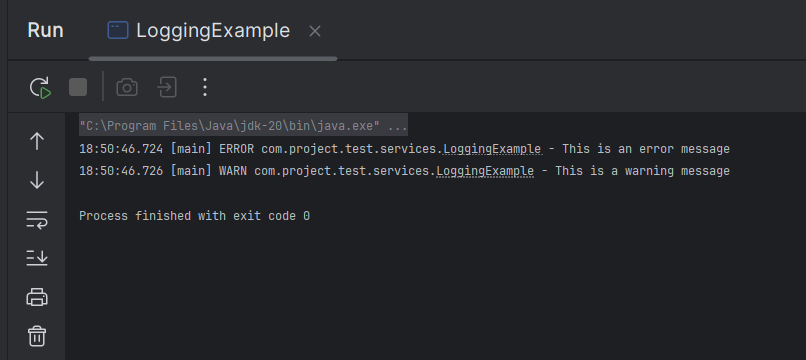 Run LoggingExample
"C:\Program Files\Java\jdk-20\bin\java.exe" ...
18:50:46.724 [main] ERROR com.project.test.services.LoggingExample - This is an error message
18:50:46.726 [main] WARN com.project.test.services.LoggingExample - This is a warning message
Process finished with exit code 0